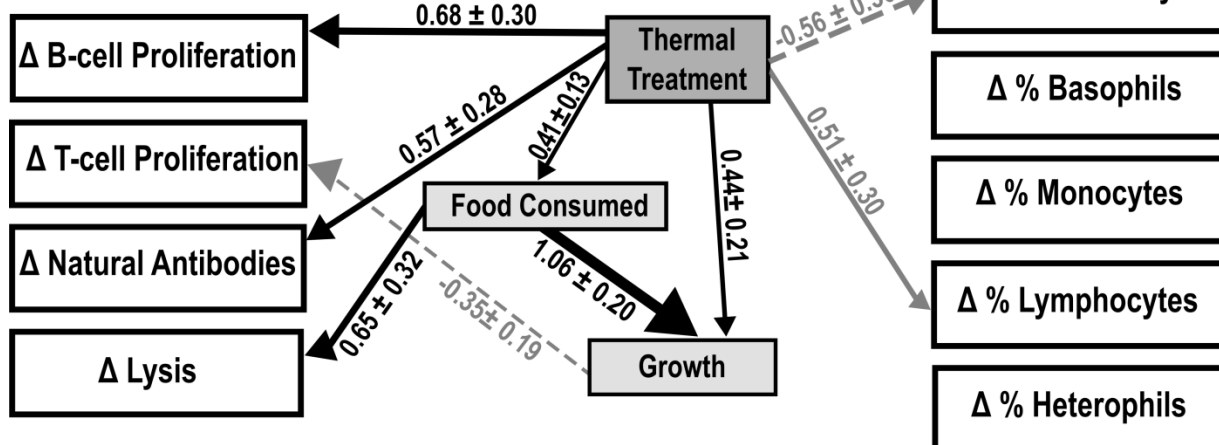 0.68 ± 0.30
Δ B-cell Proliferation
Thermal
Treatment
Δ % Basophils
0.57 ± 0.28
0.41±0.13
0.51 ± 0.30
Δ T-cell Proliferation
0.44± 0.21
Food Consumed
Δ % Monocytes
Δ Natural Antibodies
1.06 ± 0.20
0.65 ± 0.32
-0.35± 0.19
Δ % Lymphocytes
Δ Lysis
Growth
Δ % Heterophils
-0.56 ±